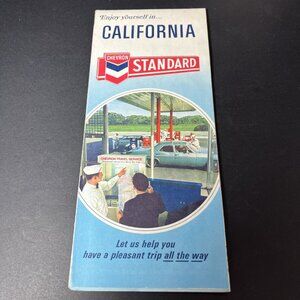 Enjoy yourself in...
CALIFORNIA
CHEVRON
STANDARD
CHEVRON TRAVEL SERVICE
Let us help you
have a pleasant trip all the way